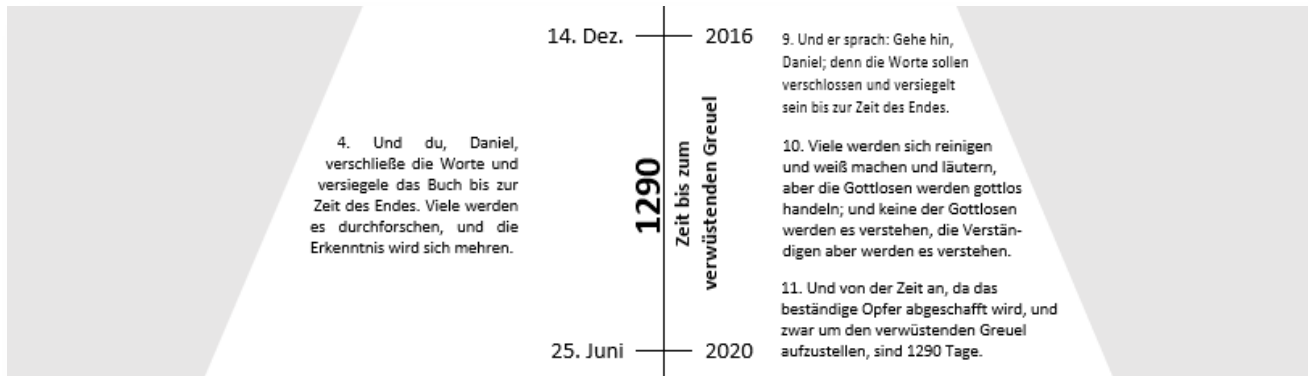 14. Dez. 2016
4. Und du, Daniel,
verschließe die Worte und
versiegele das Buch bis zur
Zeit des Endes. Viele werden
es durchforschen, und die
Erkenntnis wird sich mehren.
1290
Zeit bis zum
verwüstenden Greuel
9. Und er sprach: Gehe hin,
Daniel; denn die Worte sollen
verschlossen und versiegelt
sein bis zur Zeit des Endes.
10. Viele werden sich reinigen
und weiß machen und läutern,
aber die Gottlosen werden gottlos
handeln; und keine der Gottlosen
werden es verstehen, die Verstän-
digen aber werden es verstehen.
11. Und von der Zeit an, da das
beständige Opfer abgeschafft wird, und
zwar um den verwüstenden Greuel
aufzustellen, sind 1290 Tage.
25. Juni 2020